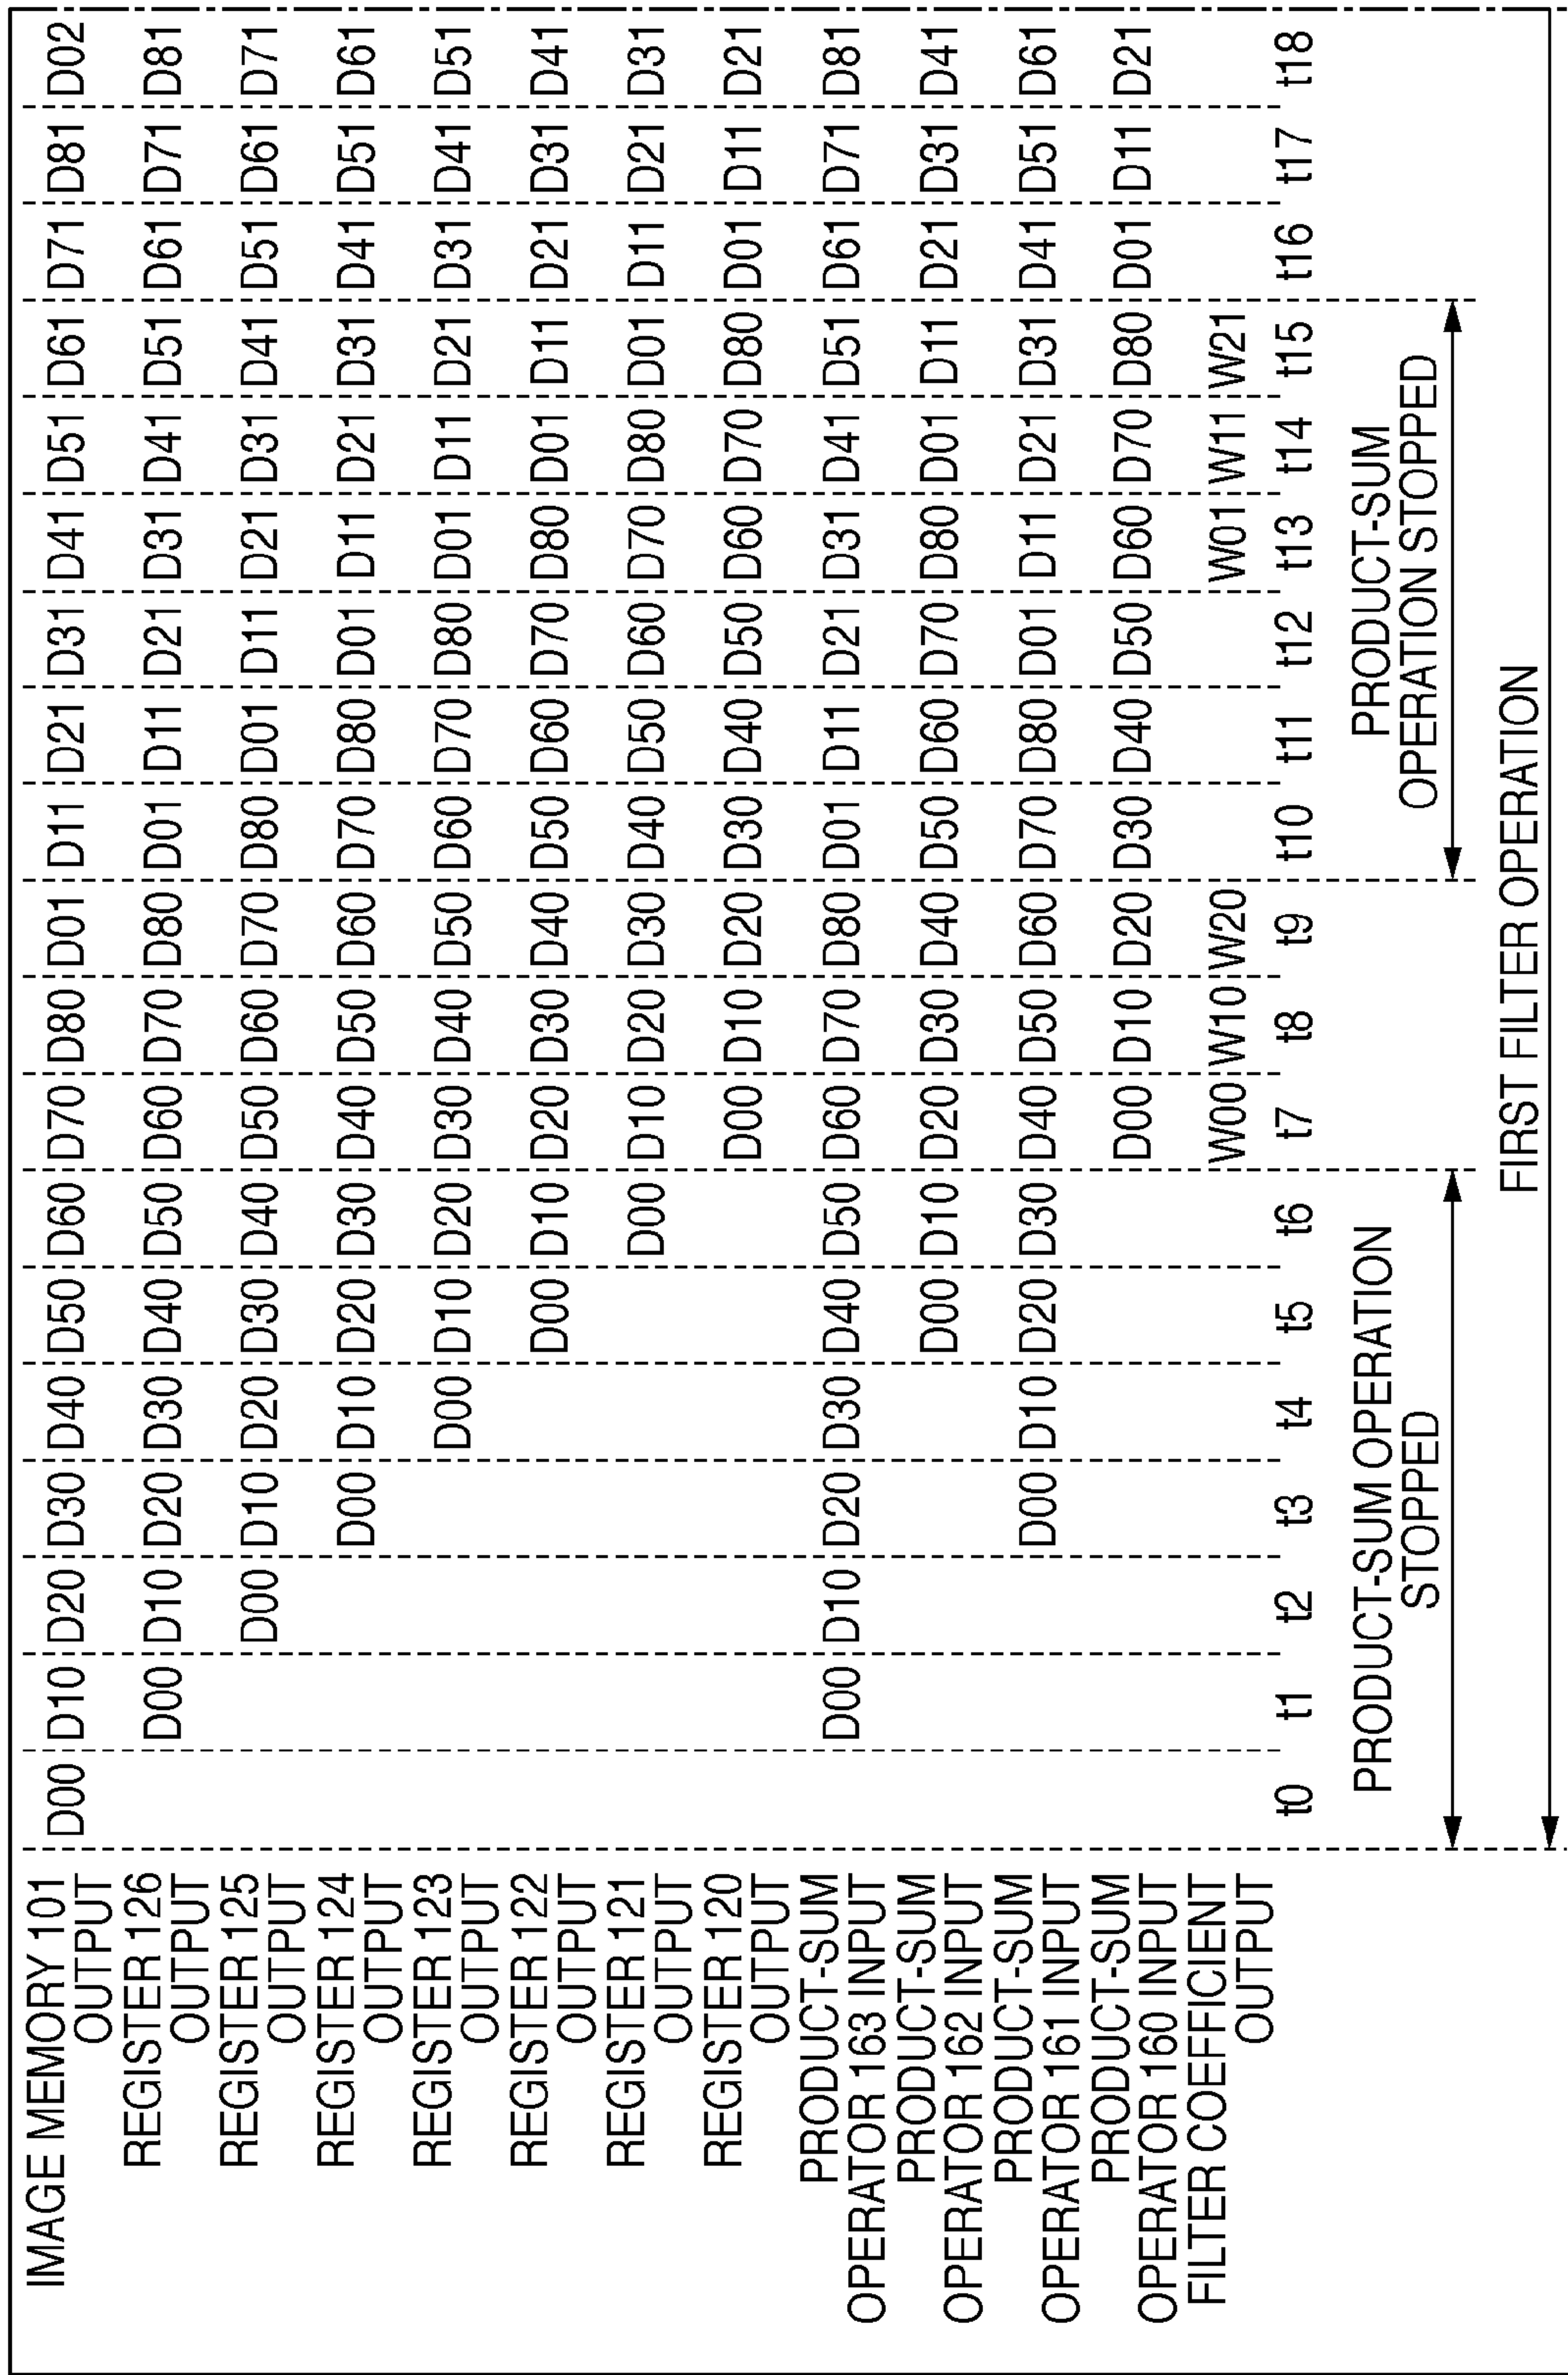 IMAGE MEMORY 101
OUTPUT
D00 D10 D20 D30 D40 D50 D60 D70 D80 D01 D11 D21 D31 D41 D51 D61 D71 D81 D02
REGISTER 126
OUTPUT
D00 D10 D20 D30 D40 D50 D60 D70 D80 D01 D11 D21 D31 D41 D51 D61 D71 D81
REGISTER 125
OUTPUT
D00 D10 D20 D30 D40 D50 D60 D70 D80 D01 D11 D21 D31 D41 D51 D61 D71
REGISTER 124
OUTPUT
D00 D10 D20 D30 D40 D50 D60 D70 D80 D01 D11 D21 D31 D41 D51 D61
REGISTER 123
OUTPUT
D00 D10 D20 D30 D40 D50 D60 D70 D80 D01 D11 D21 D31 D41 D51
REGISTER 122
OUTPUT
D00 D10 D20 D30 D40 D50 D60 D70 D80 D01 D11 D21 D31 D41
REGISTER 121
OUTPUT
D00 D10 D20 D30 D40 D50 D60 D70 D80 D01 D11 D21 D31
REGISTER 120
OUTPUT
D00 D10 D20 D30 D40 D50 D60 D70 D80 D01 D11 D21
PRODUCT-SUM
OPERATOR 163 INPUT
D00 D10 D20 D30 D40 D50 D60 D70 D80 D01 D11 D21 D31 D41 D51 D61 D71 D81
PRODUCT-SUM
OPERATOR 162 INPUT
D00 D10 D20 D30 D40 D50 D60 D70 D80 D01 D11 D21 D31 D41
PRODUCT-SUM
OPERATOR 161 INPUT
D00 D10 D20 D30 D40 D50 D60 D70 D80 D01 D11 D21 D31 D41 D51 D61
PRODUCT-SUM
OPERATOR 160 INPUT
D00 D10 D20 D30 D40 D50 D60 D70 D80 D01 D11 D21
FILTER COEFFICIENT
OUTPUT
W00 W10 W20 W01 W11 W21
t0 t1 t2 t3 t4 t5 t6 t7 t8 t9 t10 t11 t12 t13 t14 t15 t16 t17 t18
PRODUCT-SUM OPERATION
STOPPED
PRODUCT-SUM
OPERATION STOPPED
FIRST FILTER OPERATION